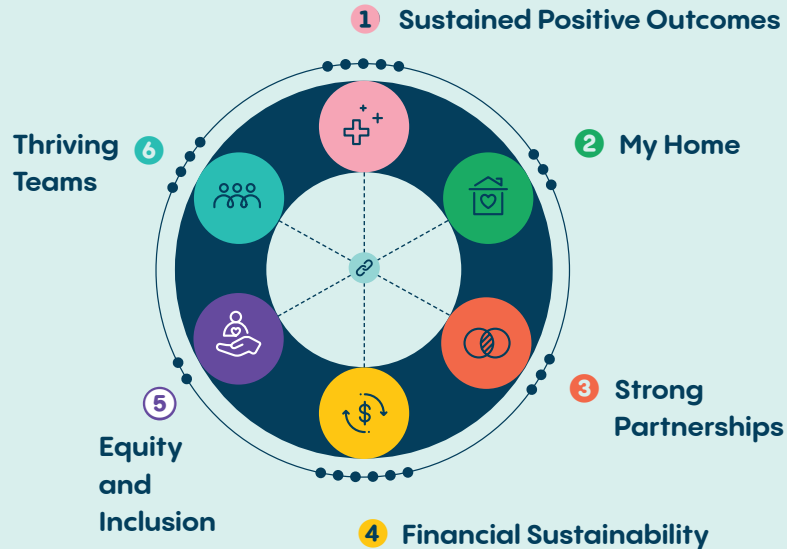 1 Sustained Positive Outcomes
2 My Home
3 Strong
Partnerships
4 Financial Sustainability
5
Equity
and
Inclusion
Thriving 6
Teams
$